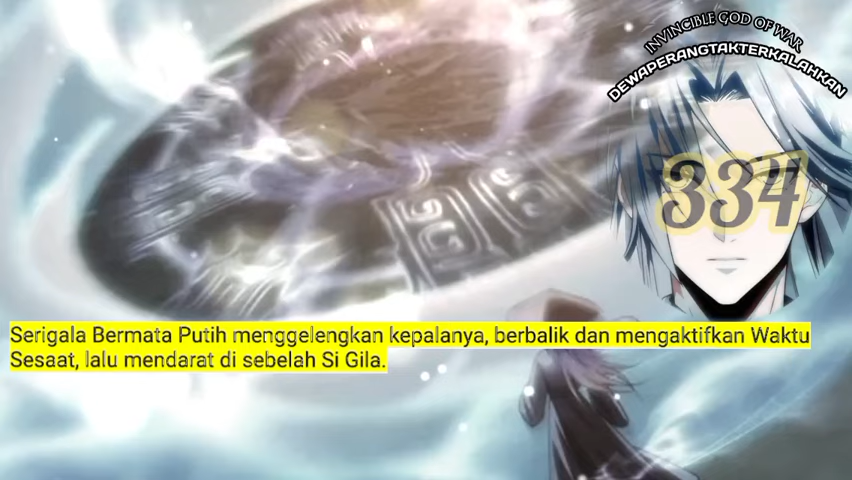 INVINCIBLE GOD OF WAR
DEWAPERANGTAKTERKALAHKAN
334
Serigala Bermata Putih menggelengkan kepalanya, berbalik dan mengaktifkan Waktu
Sesaat, lalu mendarat di sebelah Si Gila.